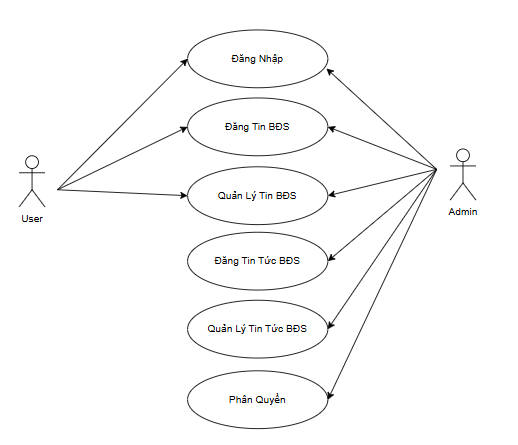 Đăng Nhập
Đăng Tin BĐS
Quản Lý Tin BĐS
User
Admin
Đăng Tin Tức BĐS
Quản Lý Tin Tức BĐS
Phân Quyền